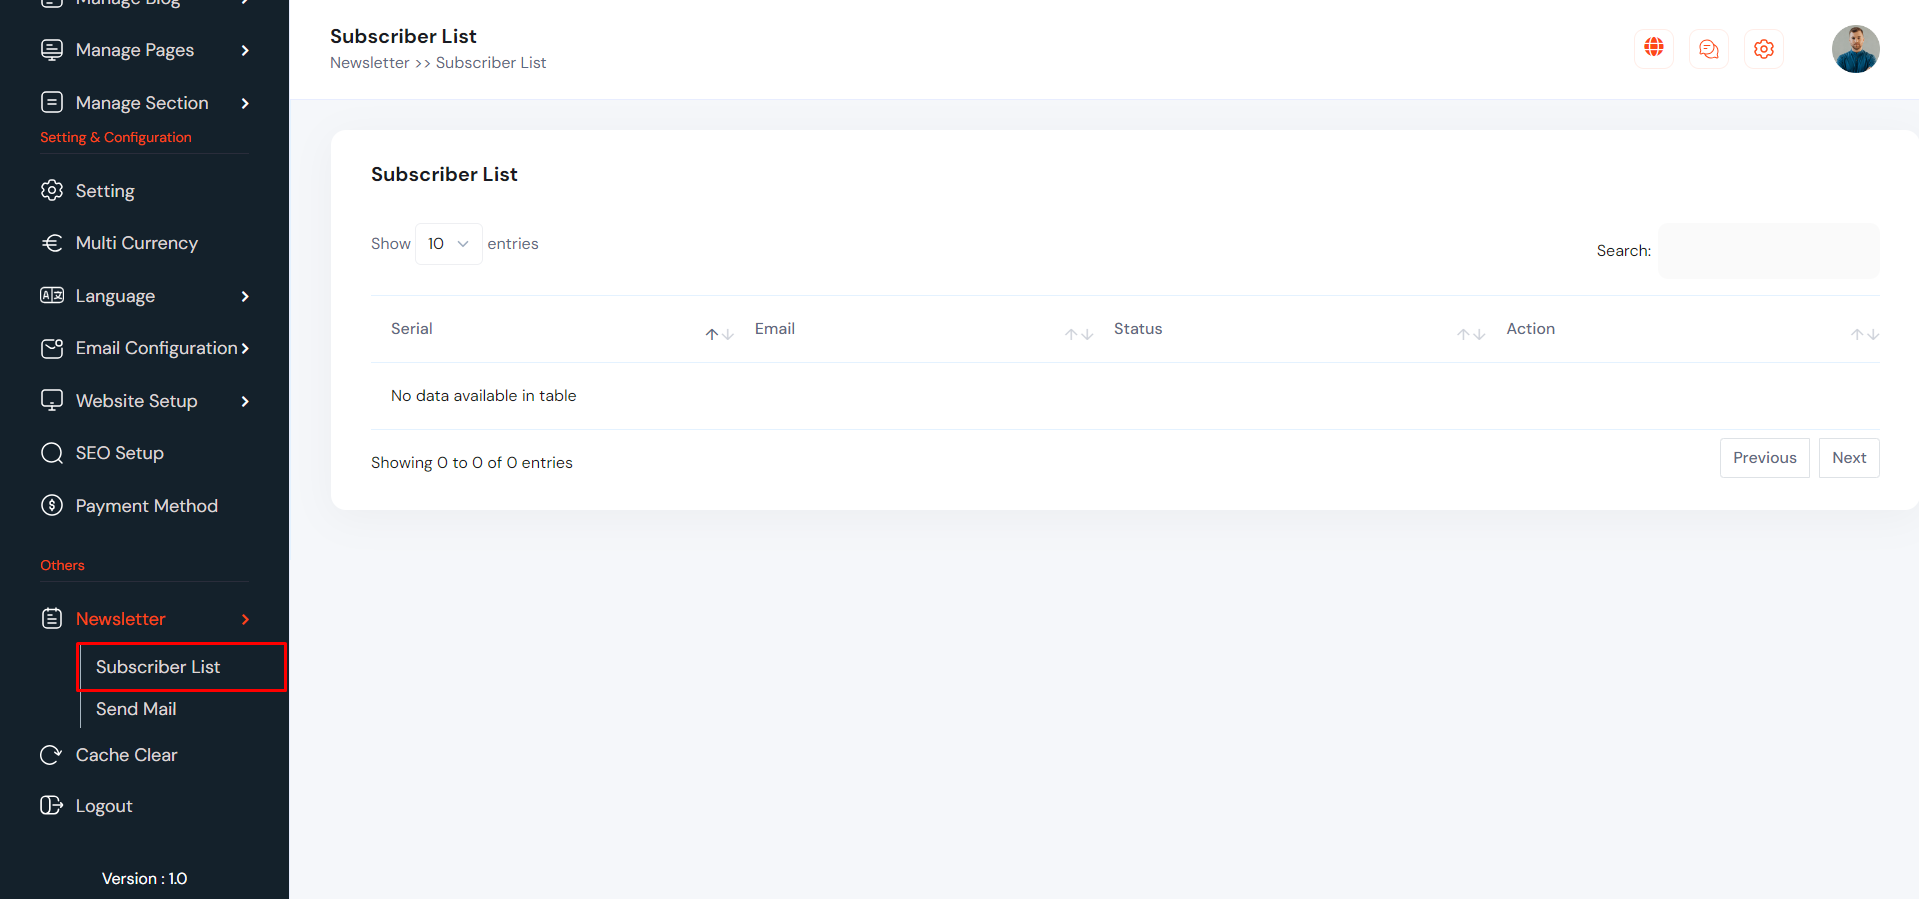 Manage Blog
Manage Pages
Manage Section
Setting & Configuration
Setting
Multi Currency
Language
Email Configuration
Website Setup
SEO Setup
Payment Method
Others
Newsletter
Subscriber List
Send Mail
Cache Clear
Logout
Version : 1.0
Subscriber List
Newsletter >> Subscriber List
Subscriber List
Show 10 entries
Search:
Serial Email Status Action
No data available in table
Showing 0 to 0 of 0 entries
Previous Next